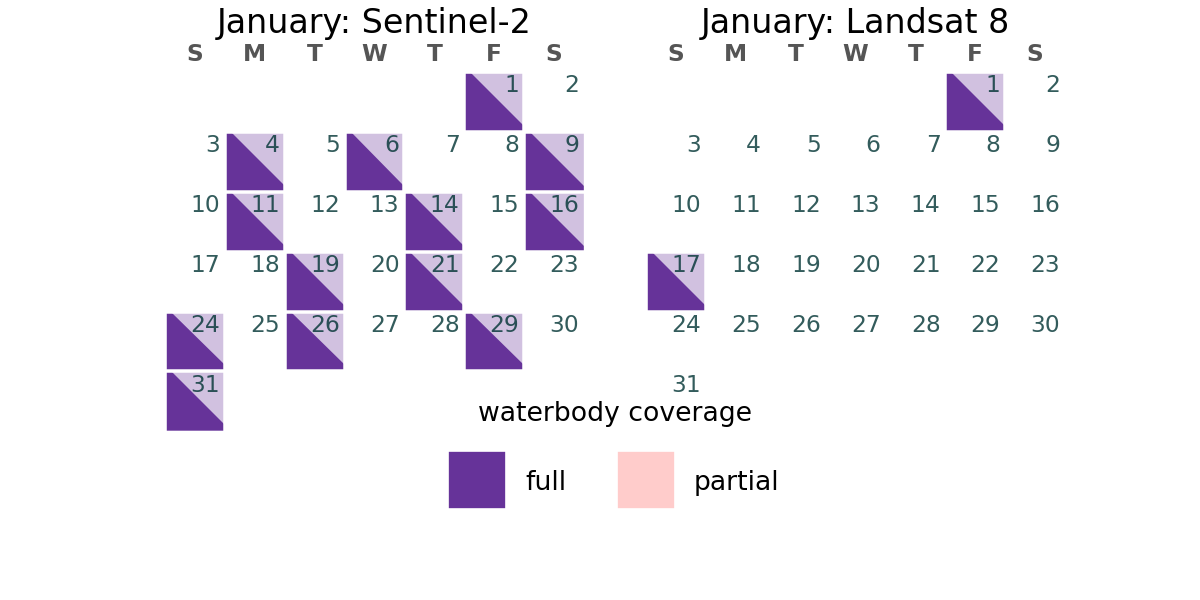 January: Sentinel-2
S M T W T F S
1 2
3 4 5 6 7 8 9
10 11 12 13 14 15 16
17 18 19 20 21 22 23
24 25 26 27 28 29 30
31
January: Landsat 8
S M T W T F S
1 2
3 4 5 6 7 8 9
10 11 12 13 14 15 16
17 18 19 20 21 22 23
24 25 26 27 28 29 30
31
waterbody coverage
full partial